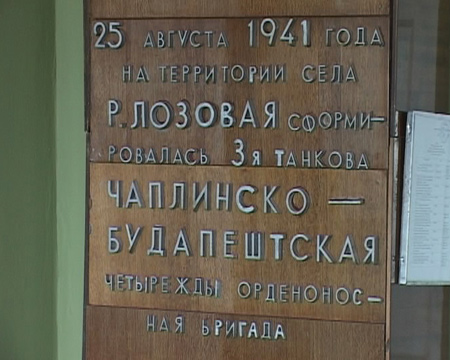 25 АВГУСТА 1941 ГОДА
НА ТЕРРИТОРИИ СЕЛА
Р.ЛОЗОВАЯ СФОРМИ–
РОВАЛАСЬ 3Я ТАНКОВА
ЧАПЛИНСКО –
БУДАПЕШТСКАЯ
ЧЕТЫРЕЖДЫ ОРДЕНОНОС–
НАЯ БРИГАДА